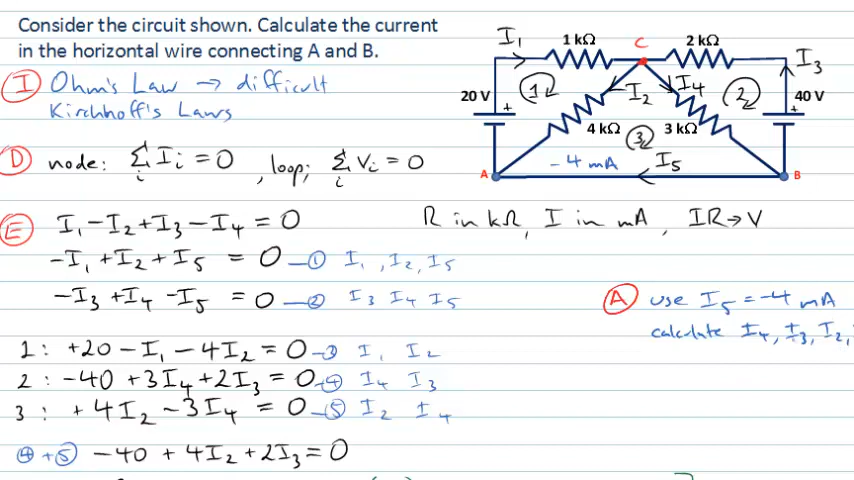 Consider the circuit shown. Calculate the current
in the horizontal wire connecting A and B.
I Ohm's Law → difficult
Kirchhoff's Laws
I₁ 1 kΩ C 2 kΩ I₃
20 V + 1 I₂ I₄ 2 + 40 V
4 kΩ 3 3 kΩ
A -4 mA I₅ B
D node: Σᵢ Iᵢ = 0 , loop; Σᵢ Vᵢ = 0
E I₁ - I₂ + I₃ - I₄ = 0 R in kΩ, I in mA, IR → V
-I₁ + I₂ + I₅ = 0 —① I₁, I₂, I₅
-I₃ + I₄ - I₅ = 0 —② I₃ I₄ I₅
A use I₅ = -4 mA
calculate I₄, I₃, I₂,
1: +20 - I₁ - 4I₂ = 0 —③ I₁ I₂
2: -40 + 3I₄ + 2I₃ = 0 —④ I₄ I₃
3: + 4I₂ - 3I₄ = 0 —⑤ I₂ I₄
④ + ⑤ -40 + 4I₂ + 2I₃ = 0